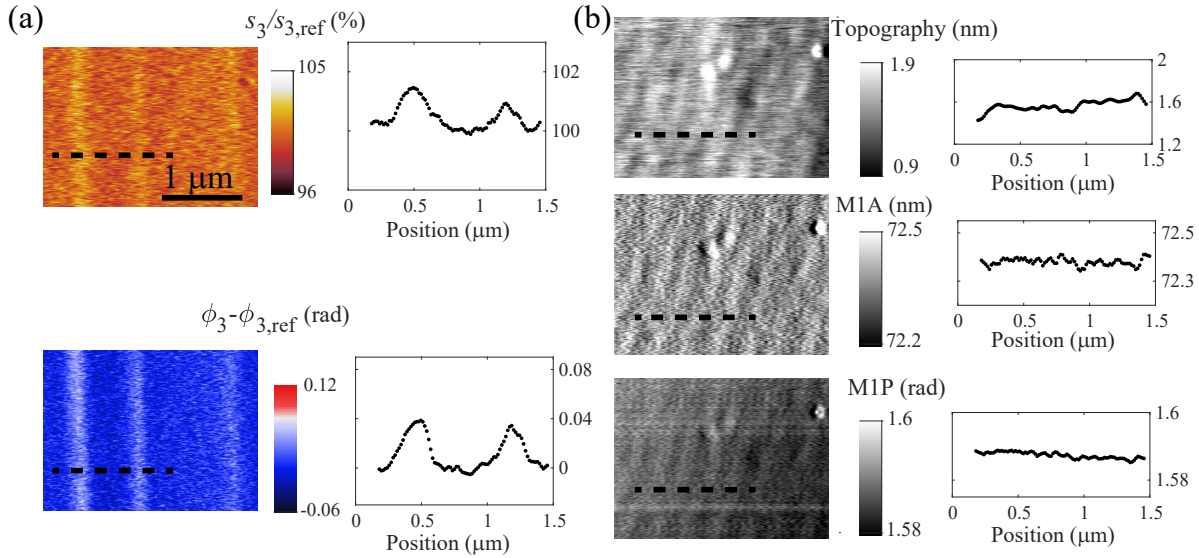 (a)
s3/s3,ref (%)
105
96
1 μm
102
100
0 0.5 1 1.5
Position (μm)
ϕ3-ϕ3,ref (rad)
0.12
-0.06
0.08
0.04
0
0 0.5 1 1.5
Position (μm)
(b)
Topography (nm)
1.9
0.9
2
1.6
1.2
0 0.5 1 1.5
Position (μm)
M1A (nm)
72.5
72.2
72.5
72.3
0 0.5 1 1.5
Position (μm)
M1P (rad)
1.6
1.58
1.6
1.58
0 0.5 1 1.5
Position (μm)